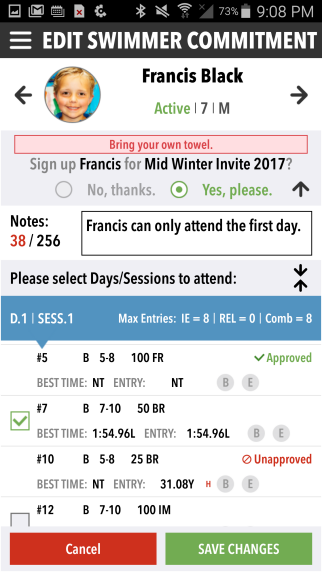 73% 9:08 PM
EDIT SWIMMER COMMITMENT
Francis Black
Active | 7 | M
Bring your own towel.
Sign up Francis for Mid Winter Invite 2017?
No, thanks. Yes, please.
Notes:
38 / 256
Francis can only attend the first day.
Please select Days/Sessions to attend:
D.1 | SESS.1 Max Entries: IE = 8 | REL = 0 | Comb = 8
#5 B 5-8 100 FR Approved
BEST TIME: NT ENTRY: NT B E
#7 B 7-10 50 BR
BEST TIME: 1:54.96L ENTRY: 1:54.96L B E
#10 B 5-8 25 BR Unapproved
BEST TIME: NT ENTRY: 31.08Y H B E
#12 B 7-10 100 IM
Cancel SAVE CHANGES